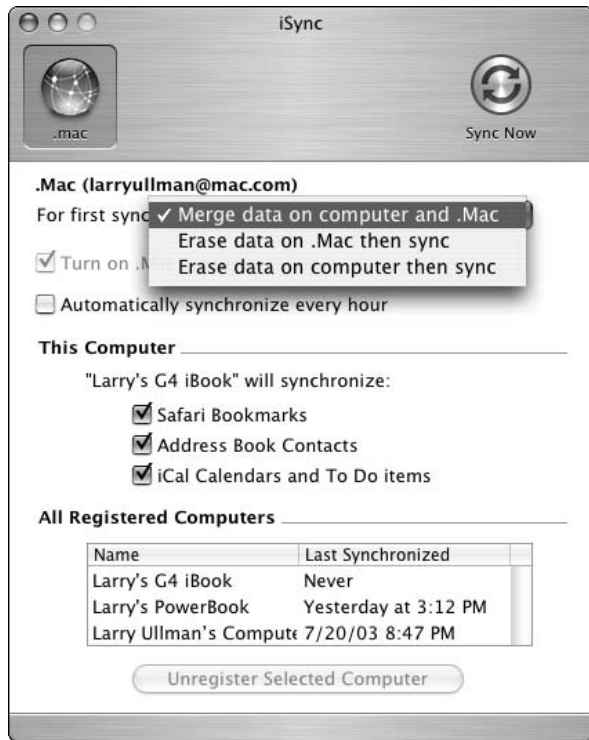 iSync
.mac
Sync Now
.Mac (larryullman@mac.com)
For first sync
✓ Merge data on computer and .Mac
Erase data on .Mac then sync
Erase data on computer then sync
Turn on .M
Automatically synchronize every hour
This Computer
"Larry's G4 iBook" will synchronize:
Safari Bookmarks
Address Book Contacts
iCal Calendars and To Do items
All Registered Computers
Name Last Synchronized
Larry's G4 iBook Never
Larry's PowerBook Yesterday at 3:12 PM
Larry Ullman's Compute 7/20/03 8:47 PM
Unregister Selected Computer